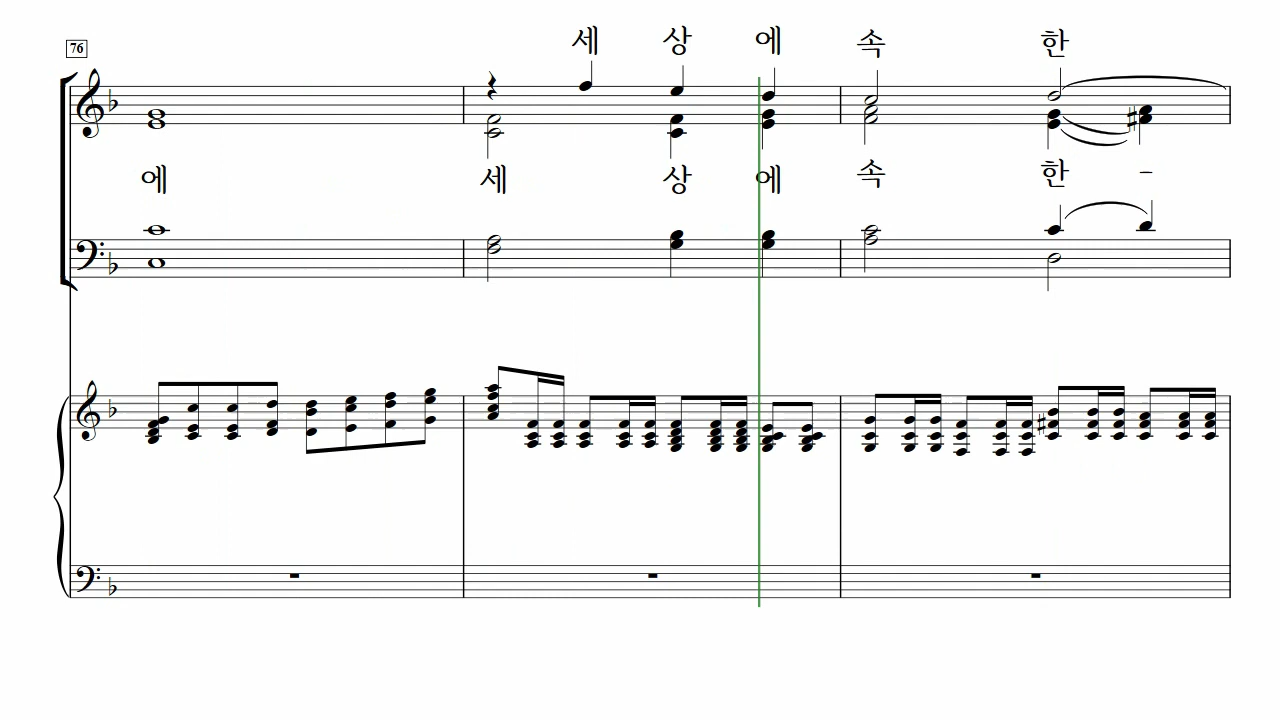 76
세 상 에 속 한
에 세 상 에 속 한 -